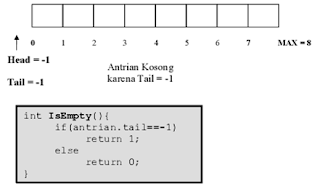 0 1 2 3 4 5 6 7 MAX = 8
Head = -1
Tail = -1
Antrian Kosong
karena Tail = -1
int IsEmpty(){
if(antrian.tail==-1)
return 1;
else
return 0;
}